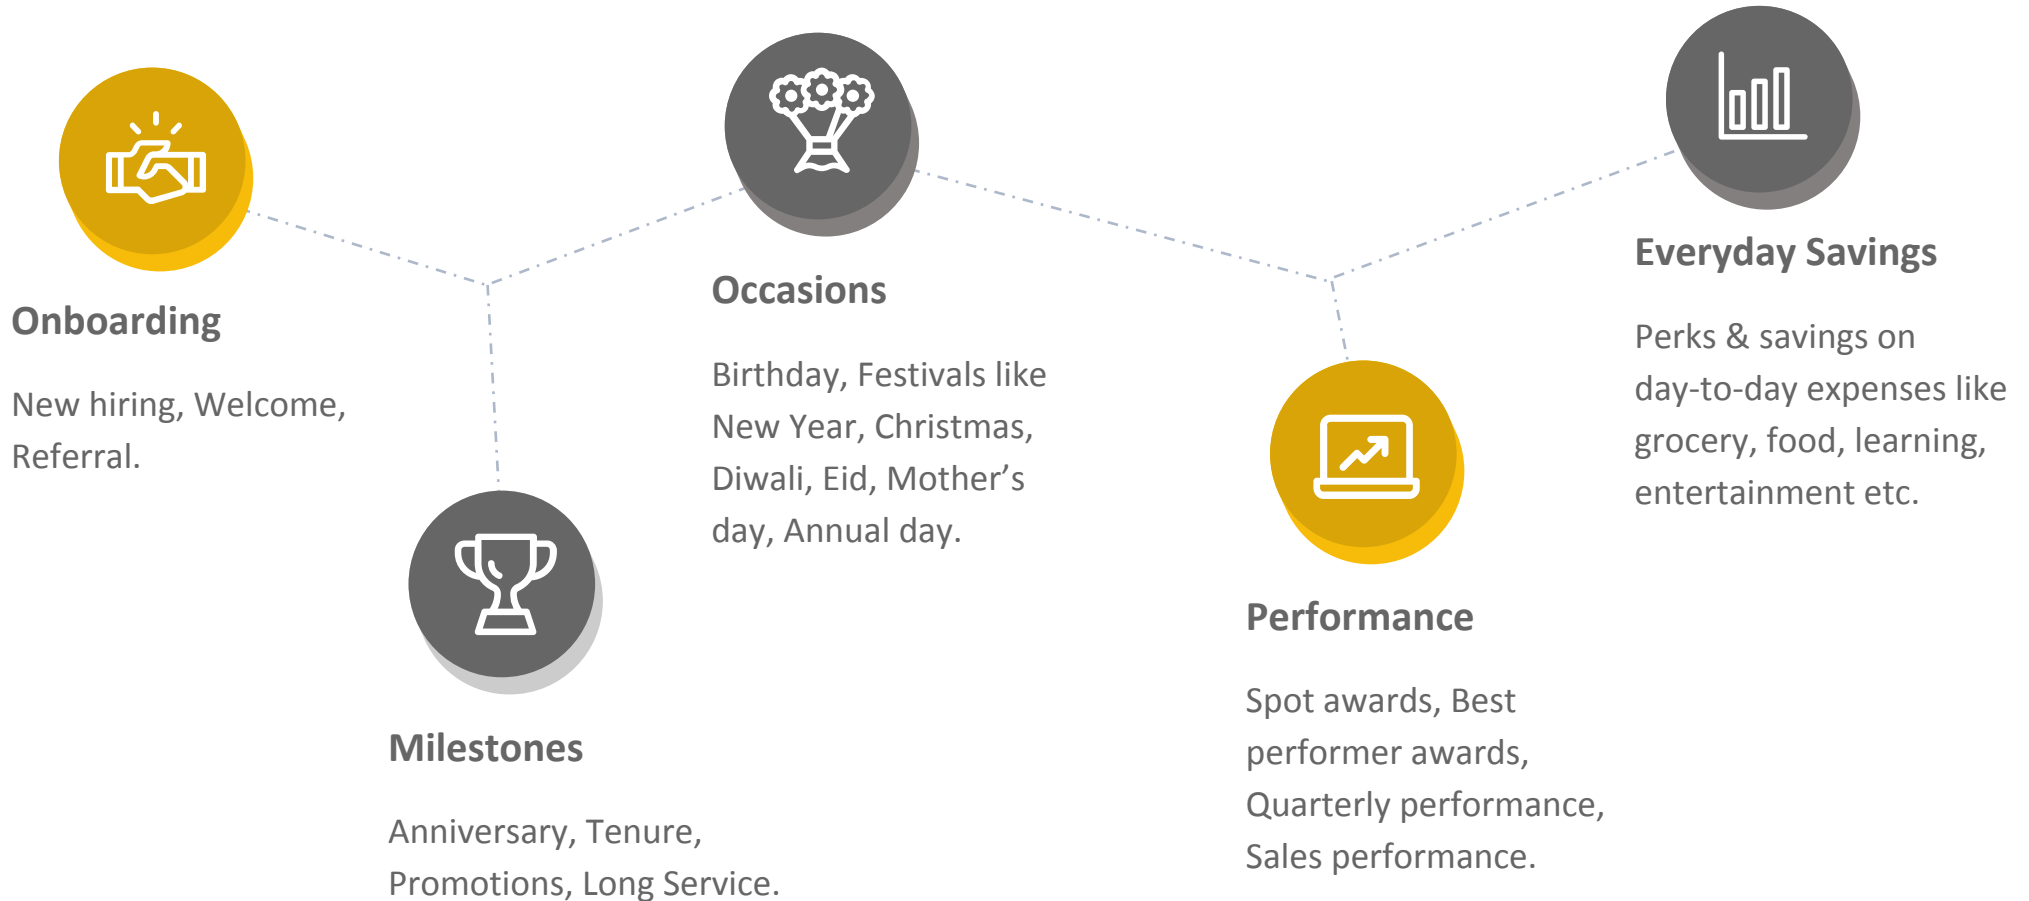 Onboarding
New hiring, Welcome,
Referral.
Milestones
Anniversary, Tenure,
Promotions, Long Service.
Occasions
Birthday, Festivals like
New Year, Christmas,
Diwali, Eid, Mother’s
day, Annual day.
Performance
Spot awards, Best
performer awards,
Quarterly performance,
Sales performance.
Everyday Savings
Perks & savings on
day-to-day expenses like
grocery, food, learning,
entertainment etc.